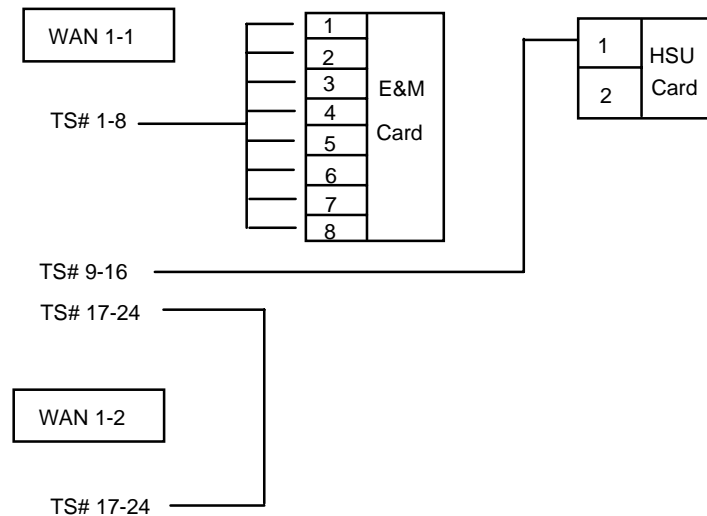 WAN 1-1
TS# 1-8
1
2
3
4
5
6
7
8
E&M
Card
1
2
HSU
Card
TS# 9-16
TS# 17-24
WAN 1-2
TS# 17-24